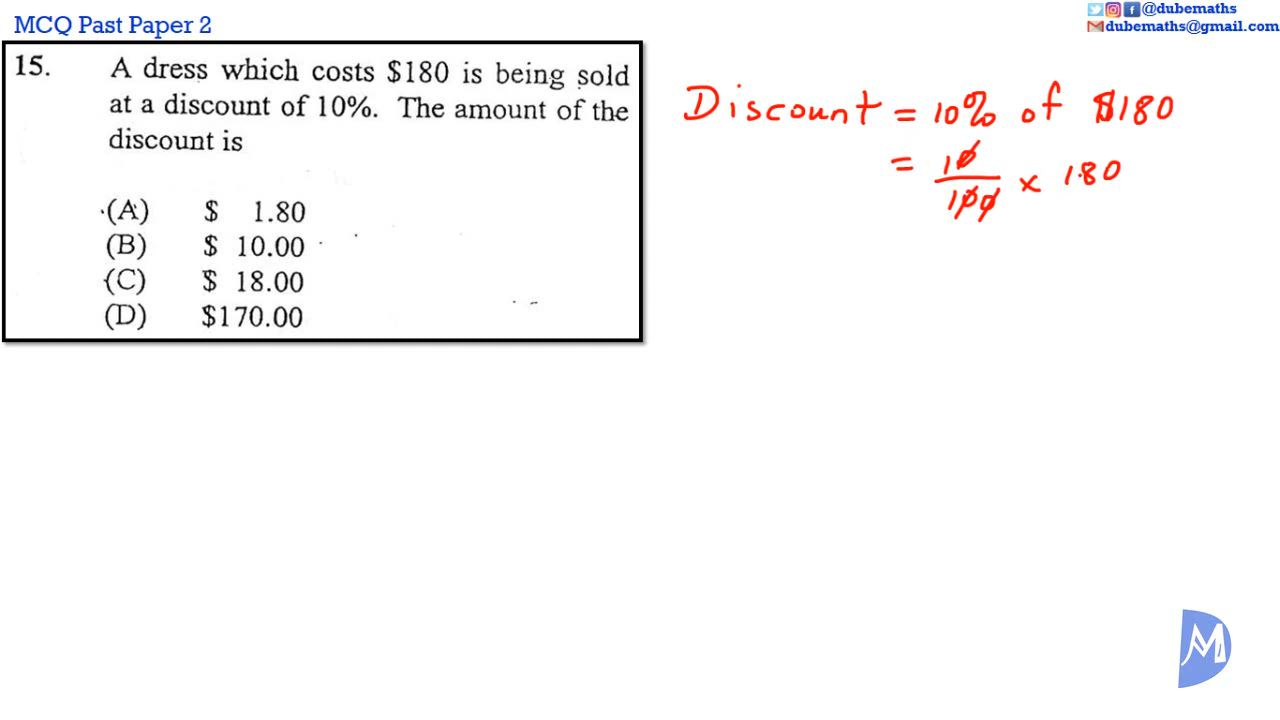 MCQ Past Paper 2
@dubemaths
dubemaths@gmail.com
15. A dress which costs $180 is being sold
at a discount of 10%. The amount of the
discount is
(A) $ 1.80
(B) $ 10.00
(C) $ 18.00
(D) $170.00
Discount = 10% of $180
= 10/100 × 180
M